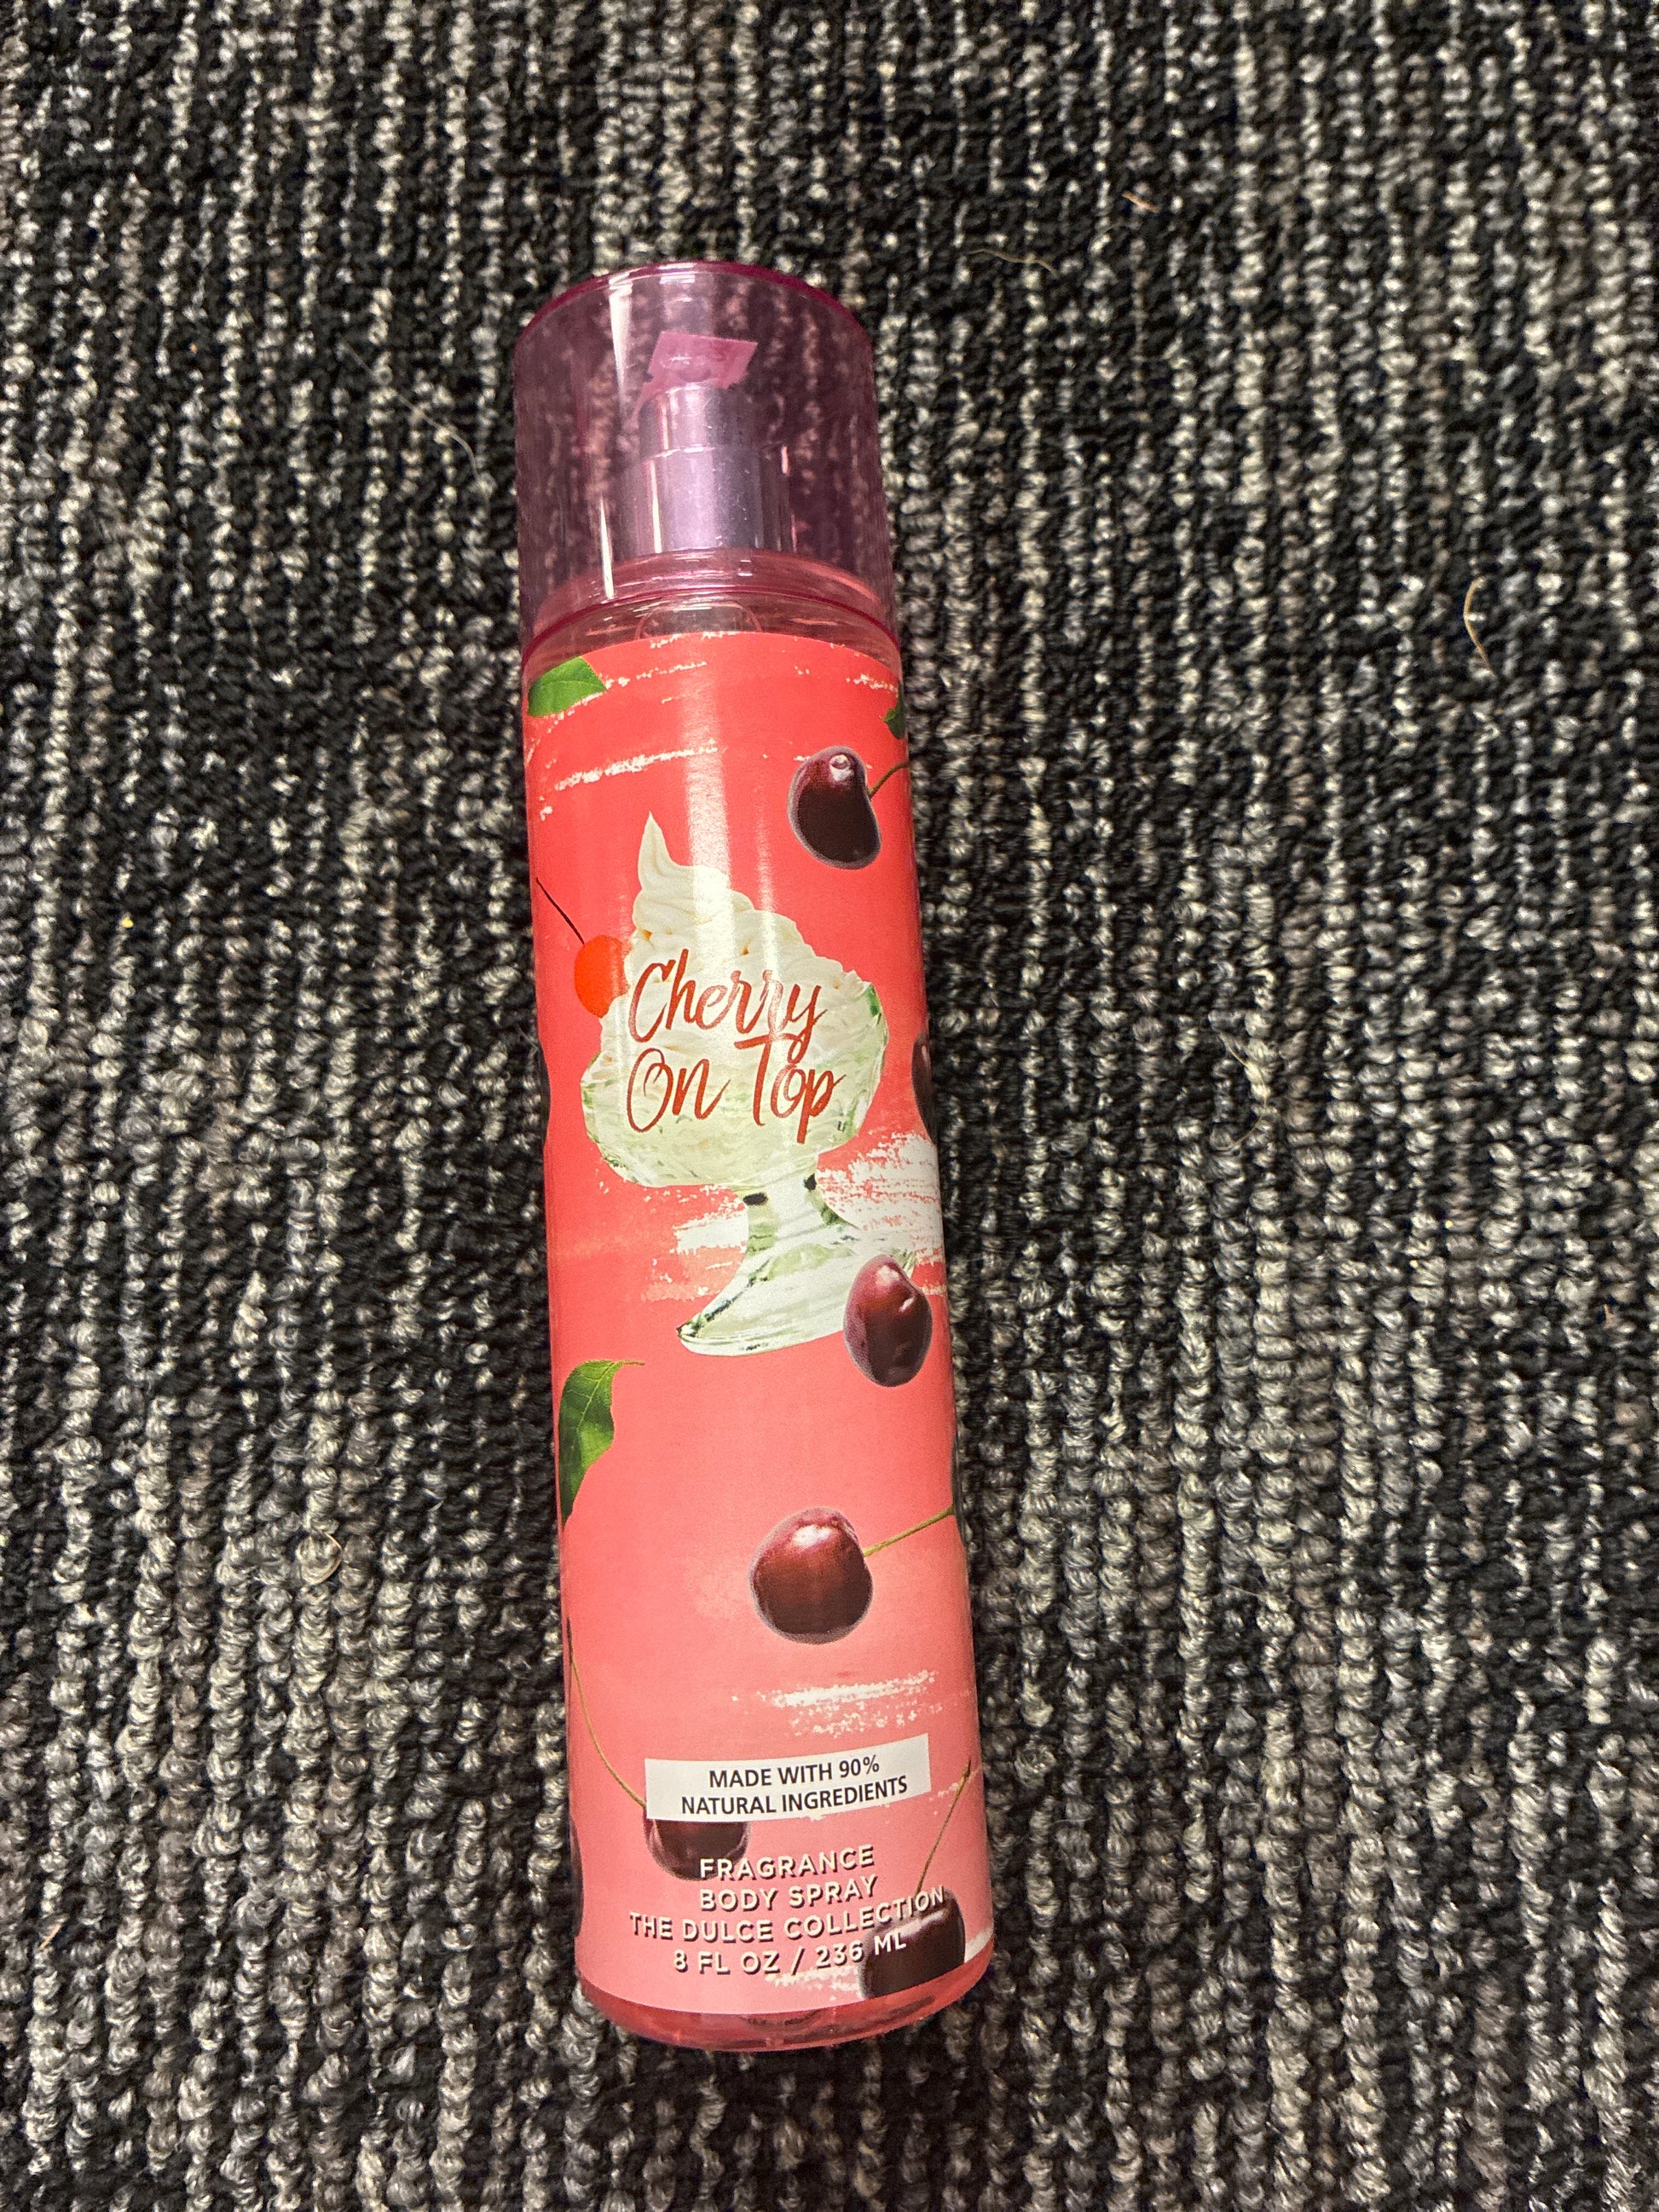 Cherry
On Top
MADE WITH 90%
NATURAL INGREDIENTS
FRAGRANCE
BODY SPRAY
THE DULCE COLLECTION
8 FL OZ / 236 ML